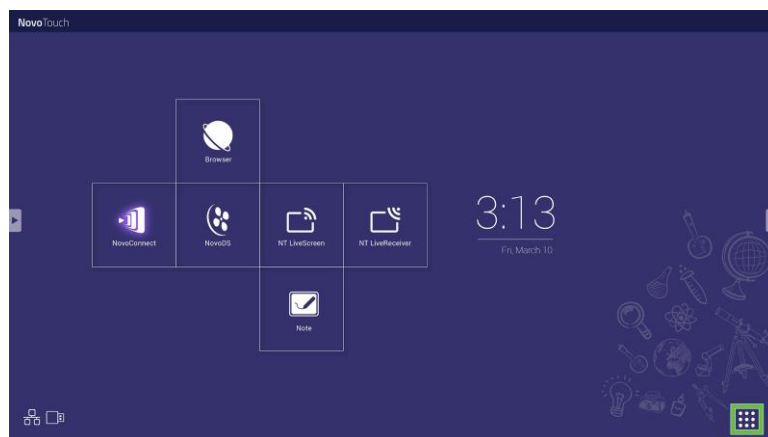 NovoTouch
Browser
NovoConnect
NovoDS
NT LiveScreen
NT LiveReceiver
3:13
Fri, March 10
Note